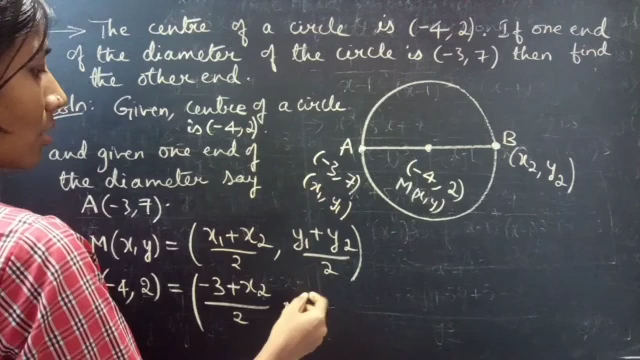 → The centre of a circle is (-4, 2). If one end
of the diameter of the circle is (-3, 7) then find
the other end.
Soln: Given, centre of a circle
is (-4, 2).
and given one end of
the diameter say
A(-3, 7).
M(x, y) = (x₁+x₂/2, y₁+y₂/2)
(-4, 2) = (-3+x₂/2
A
B
(-3, 7)
(x₁, y₁)
(-4, 2)
M(x, y)
(x₂, y₂)